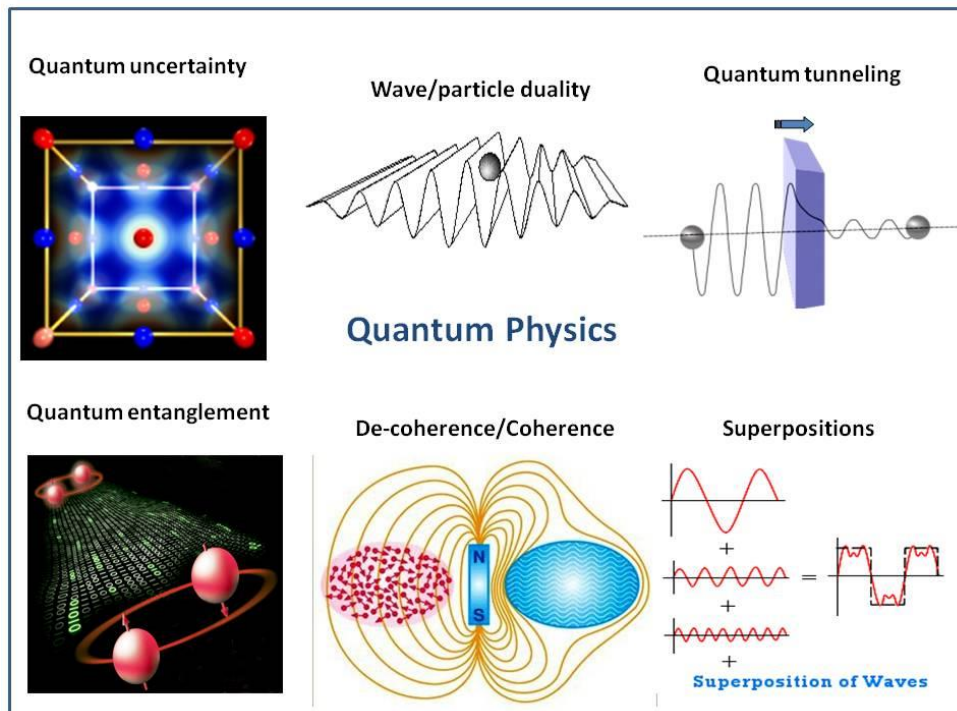 Quantum uncertainty
Wave/particle duality
Quantum tunneling
Quantum Physics
Quantum entanglement
De-coherence/Coherence
Superpositions
N
S
+
+
=
+
Superposition of Waves